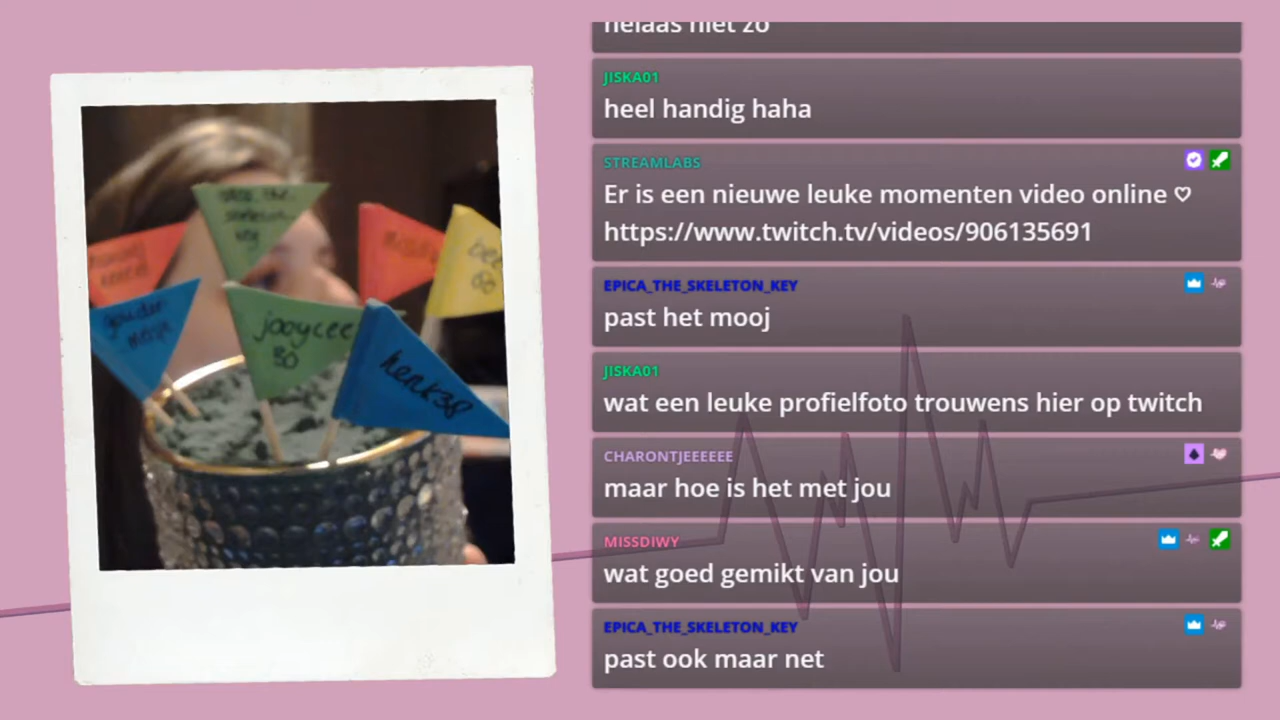 jooycee
30
henk38
helaas niet zo
JISKA01
heel handig haha
STREAMLABS
Er is een nieuwe leuke momenten video online ♡
https://www.twitch.tv/videos/906135691
EPICA_THE_SKELETON_KEY
past het mooj
JISKA01
wat een leuke profielfoto trouwens hier op twitch
CHARONTJEEEEEE
maar hoe is het met jou
MISSDIWY
wat goed gemikt van jou
EPICA_THE_SKELETON_KEY
past ook maar net